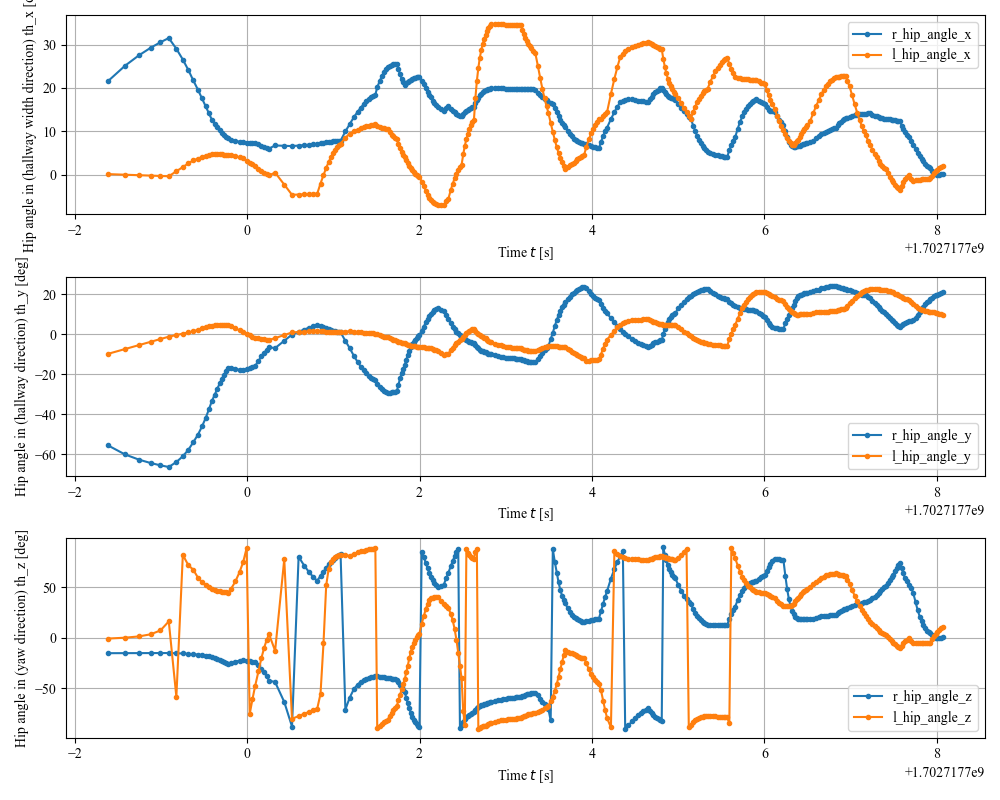 Hip angle in (hallway width direction) th_x [d
30
20
10
0
r_hip_angle_x
l_hip_angle_x
−2
0
2
4
6
8
+1.7027177e9
Time t [s]
Hip angle in (hallway direction) th_y [deg]
20
0
−20
−40
−60
r_hip_angle_y
l_hip_angle_y
−2
0
2
4
6
8
+1.7027177e9
Time t [s]
Hip angle in (yaw direction) th_z [deg]
50
0
−50
r_hip_angle_z
l_hip_angle_z
−2
0
2
4
6
8
+1.7027177e9
Time t [s]